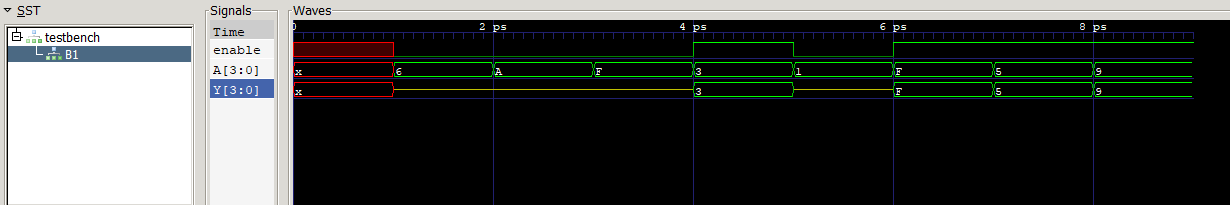 SST
testbench
B1
Signals
Time
enable
A[3:0]
Y[3:0]
Waves
0 2 ps 4 ps 6 ps 8 ps
x 6 A F 3 1 F 5 9
x 3 F 5 9